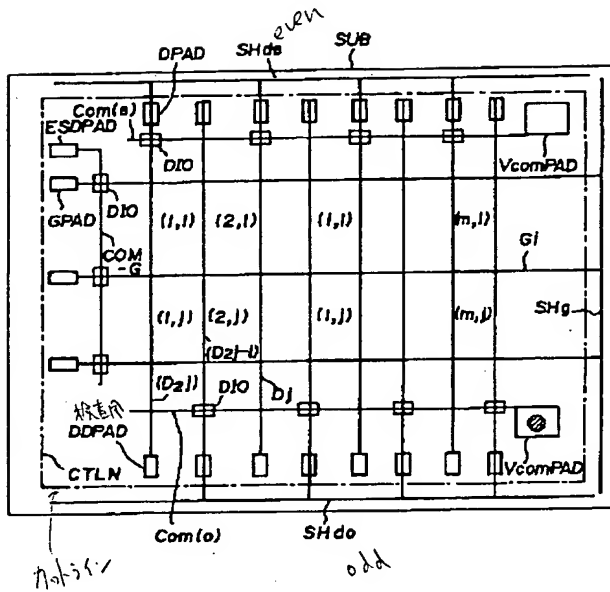 even
DPAD
SHde
SUB
Com(e)
ESDPAD
DIO
VcomPAD
DIO
GPAD
(1,1)
(2,1)
(i,1)
(m,1)
COM
-G
Gi
SHg
(1,j)
(2,j)
(i,j)
(m,j)
(D2j-1)
(D2j)
DIO
Dj
検査用
DDPAD
CTLN
VcomPAD
Com(o)
SHdo
カットライン
odd